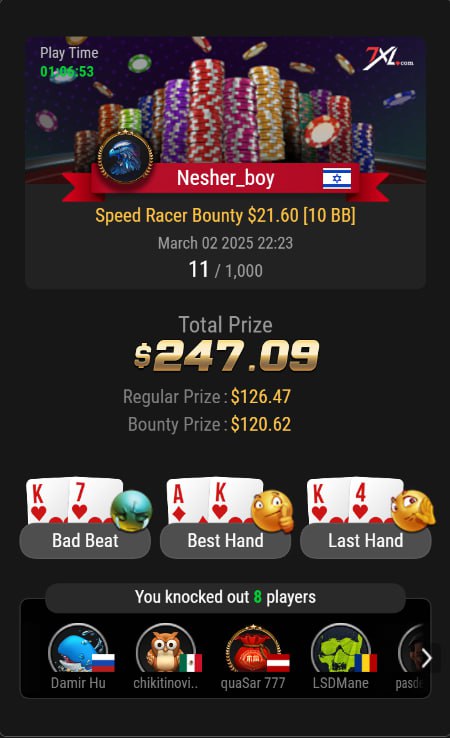 Play Time
01:06:53
7XL.com
Nesher_boy
Speed Racer Bounty $21.60 [10 BB]
March 02 2025 22:23
11 / 1,000
Total Prize
$247.09
Regular Prize : $126.47
Bounty Prize : $120.62
K 7 A K K 4
Bad Beat Best Hand Last Hand
You knocked out 8 players
Damir Hu chikitinovi.. quaSar 777 LSDMane pasde